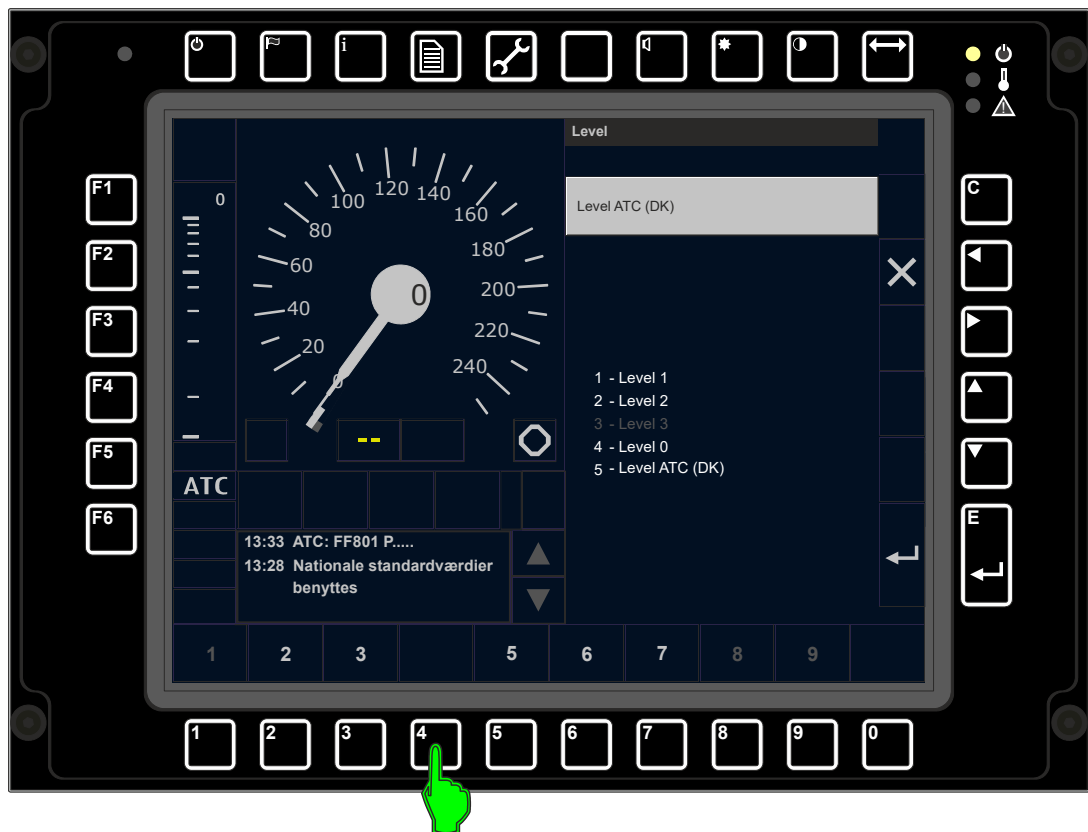 i
F1
F2
F3
F4
F5
F6
C
E
Level
Level ATC (DK)
0
0
20
40
60
80
100
120
140
160
180
200
220
240
0
--
1 - Level 1
2 - Level 2
3 - Level 3
4 - Level 0
5 - Level ATC (DK)
ATC
13:33 ATC: FF801 P.....
13:28 Nationale standardværdier
benyttes
1 2 3 5 6 7 8 9
1 2 3 4 5 6 7 8 9 0